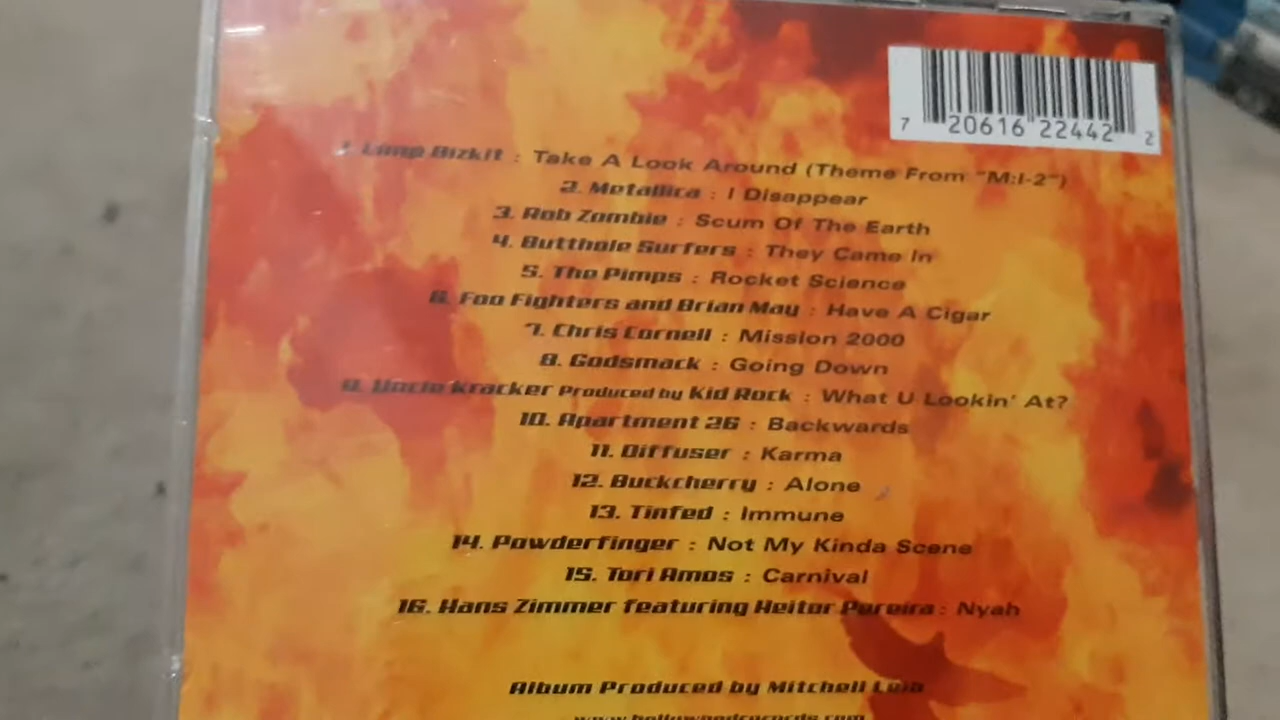 7 20616 22442 2
1. Limp Bizkit : Take A Look Around (Theme From "M:I-2")
2. Metallica : I Disappear
3. Rob Zombie : Scum Of The Earth
4. Butthole Surfers : They Came In
5. The Pimps : Rocket Science
6. Foo Fighters and Brian May : Have A Cigar
7. Chris Cornell : Mission 2000
8. Godsmack : Going Down
9. Uncle Kracker Produced by Kid Rock : What U Lookin' At?
10. Apartment 26 : Backwards
11. Diffuser : Karma
12. Buckcherry : Alone
13. Tinfed : Immune
14. Powderfinger : Not My Kinda Scene
15. Tori Amos : Carnival
16. Hans Zimmer featuring Heitor Pereira : Nyah
Album Produced by Mitchell Leib
www.hollywoodrecords.com